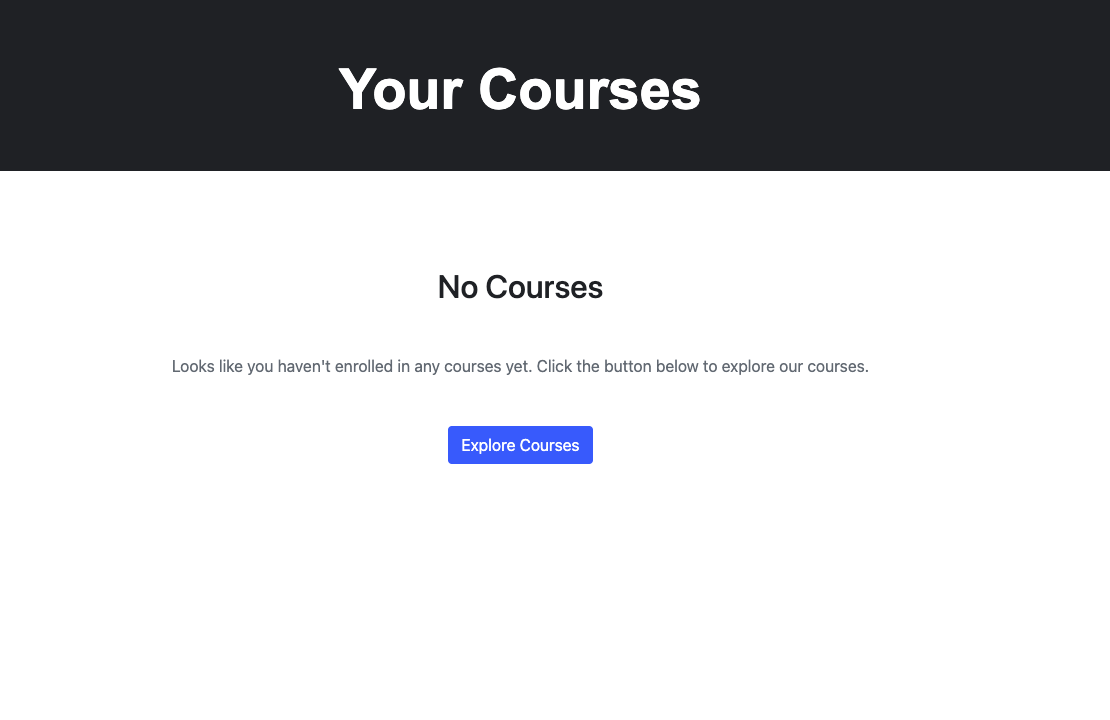 Your Courses
No Courses
Looks like you haven't enrolled in any courses yet. Click the button below to explore our courses.
Explore Courses